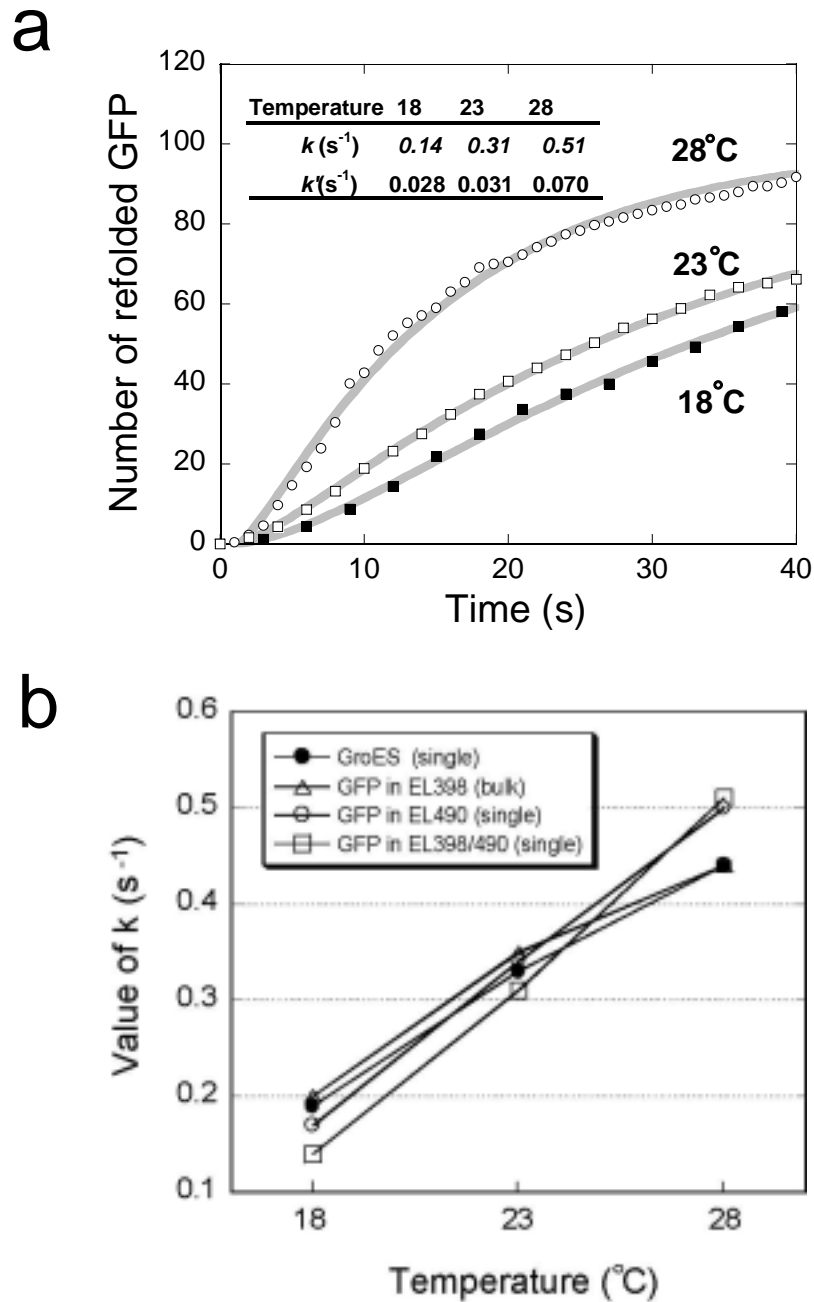 a
120
100
80
60
40
20
0
Number of refolded GFP
Temperature 18 23 28
k (s-1) 0.14 0.31 0.51
k'(s-1) 0.028 0.031 0.070
28°C
23°C
18°C
0 10 20 30 40
Time (s)
b
0.6
0.5
0.4
0.3
0.2
0.1
Value of k (s-1)
GroES (single)
GFP in EL398 (bulk)
GFP in EL490 (single)
GFP in EL398/490 (single)
18 23 28
Temperature (°C)